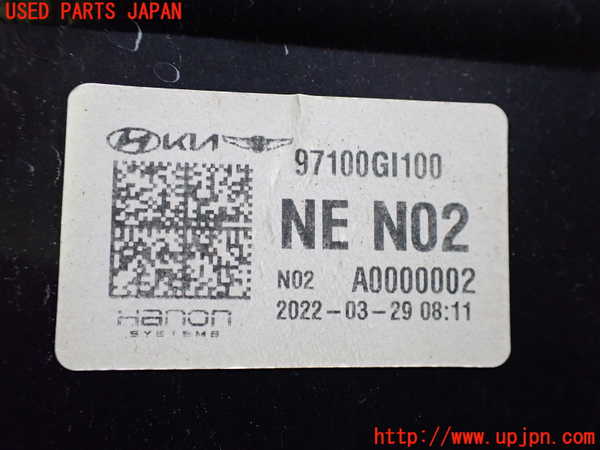 USED PARTS JAPAN
KIA
97100GI100
NE N02
N02 A0000002
Hanon
SYSTEMS
2022-03-29 08:11
UPJ
http://www.upjpn.com/